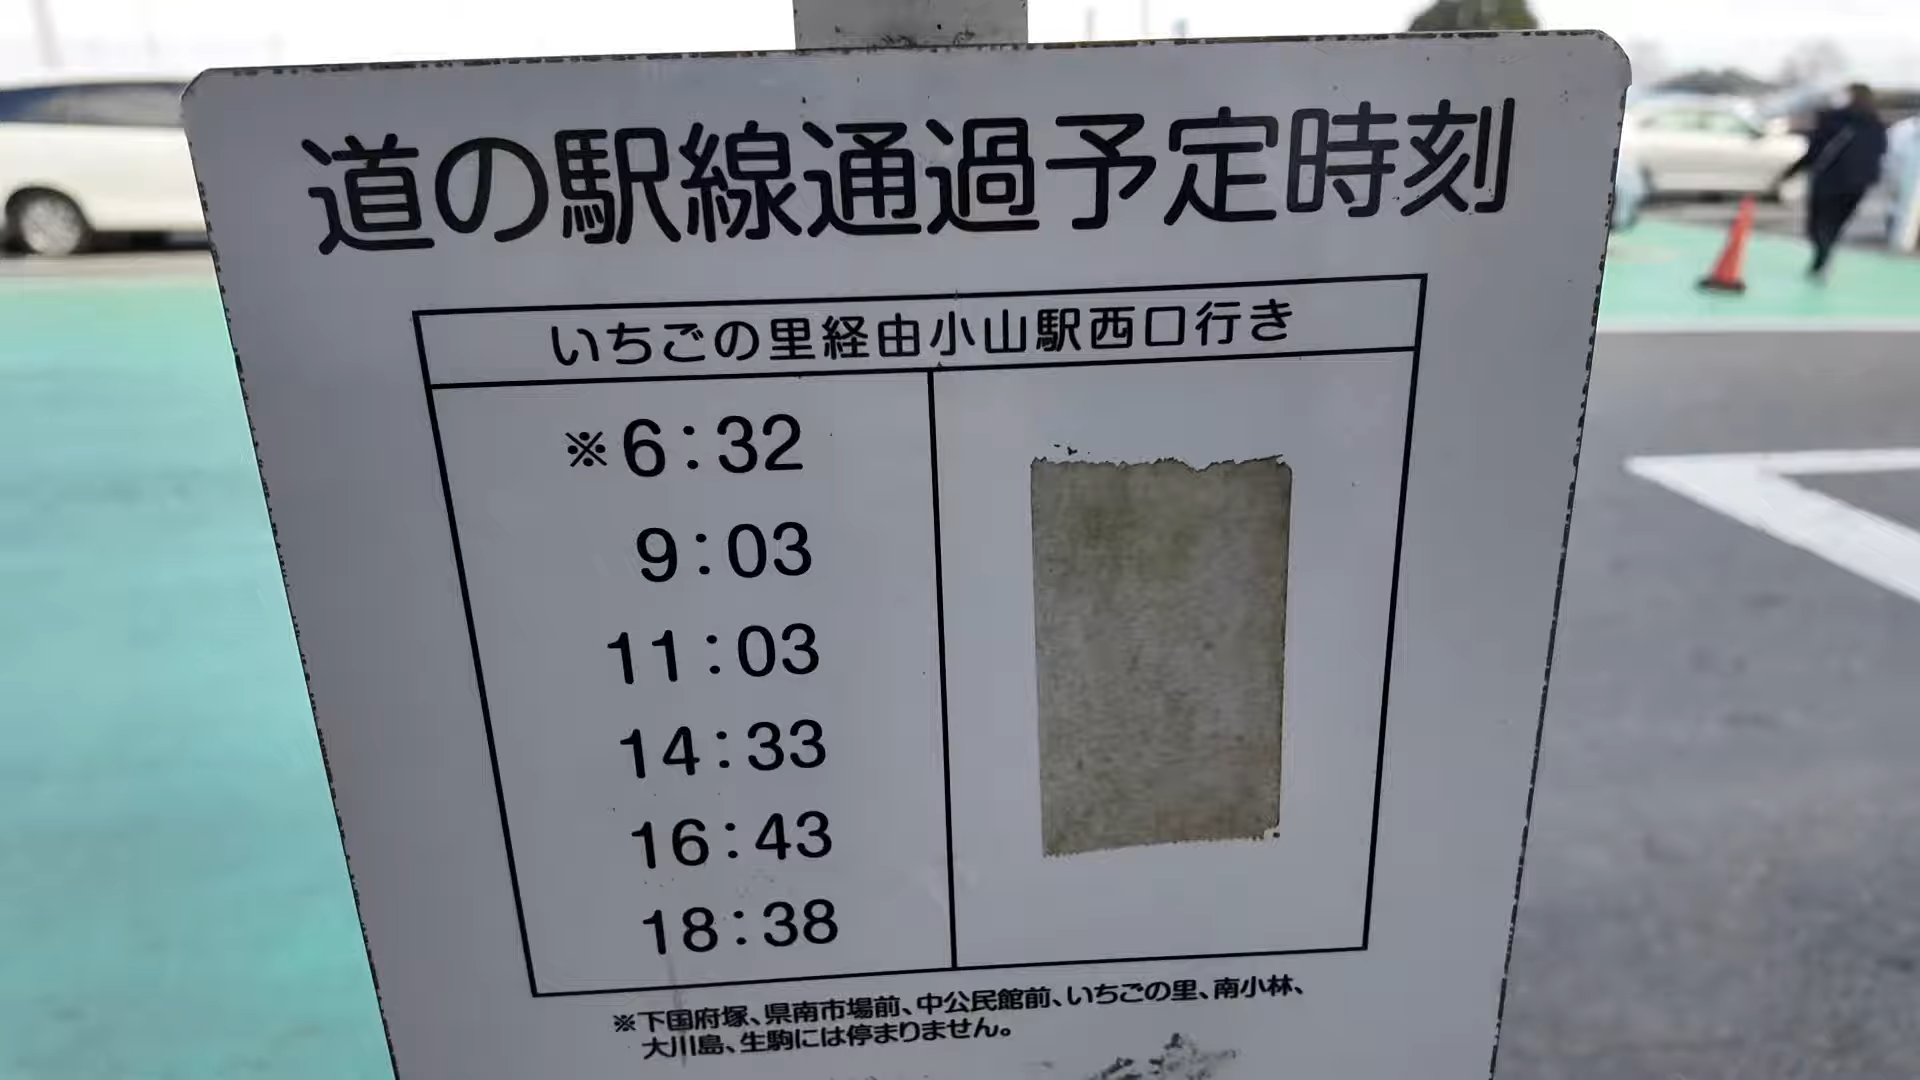 道の駅線通過予定時刻
いちごの里経由小山駅西口行き
※6:32
9:03
11:03
14:33
16:43
18:38
※下国府塚、県南市場前、中公民館前、いちごの里、南小林、
大川島、生駒には停まりません。